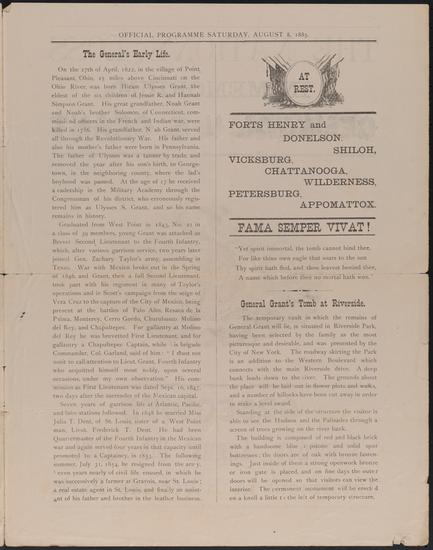 OFFICIAL PROGRAMME SATURDAY, AUGUST 8, 1885.
The General's Early Life.
On the 27th of April, 1822, in the village of Point
Pleasant, Ohio, 25 miles above Cincinnati on the
Ohio River, was born Hiram Ulysses Grant, the
eldest of the six children of Jesse R. and Hannah
Simpson Grant. His great grandfather, Noah Grant
and Noah's brother Solomon, of Connecticut, com-
missioned officers in the French and Indian war, were
killed in 1756. His grandfather, Noah Grant served
all through the Revolutionary War. His father and
also his mother's father were born in Pennsylvania.
The father of Ulysses was a tanner by trade, and
removed the year after his son's birth, to George-
town, in the neighboring county, where the lad's
boyhood was passed. At the age of 17 he received
a cadetship in the Military Academy through the
Congressman of his district, who erroneously regis-
tered him as Ulysses S. Grant, and so his name
remains in history.
Graduated from West Point in 1843, No. 21 in
a class of 39 members, young Grant was attached as
Brevet Second Lieutenant to the Fourth Infantry,
which, after various garrison service, two years later
joined Gen. Zachary Taylor's army, assembling in
Texas. War with Mexico broke out in the Spring
of 1846, and Grant, then a full Second Lieutenant,
took part with his regiment in many of Taylor's
operations and in Scott's campaign from the siege of
Vera Cruz to the capture of the City of Mexico, being
present at the battles of Palo Alto, Resaca de la
Palma, Monterey, Cerro Gordo, Churubusco, Molino
del Rey, and Chapultepec. For gallantry at Molino
del Rey he was brevetted First Lieutenant, and for
gallantry a Chapultepec Captain, while his brigade
Commander, Col. Garland, said of him: "I must not
omit to call attention to Lieut. Grant, Fourth Infantry
who acquitted himself most nobly, upon several
occasions, under my own observation." His com-
mission as First Lieutenant was dated Sept. 16, 1847,
two days after the surrender of the Mexican capital.
Seven years of garrison life at Atlantic, Pacific,
and lake stations followed. In 1848 he married Miss
Julia T. Dent, of St. Louis, sister of a West Point
man, Lieut. Frederick T. Dent. He had been
Quartermaster of the Fourth Infantry in the Mexican
war and again served four years in that capacity until
promoted to a Captaincy, in 1853. The following
summer, July 31, 1854, he resigned from the army.
seven years nearly of civil life ensued, in which he
was successively a farmer at Gravois, near St. Louis;
a real estate agent in St. Louis, and finally an assist-
ant of his father and brother in the leather business.
AT
REST.
FORTS HENRY and
DONELSON.
SHILOH,
VICKSBURG,
CHATTANOOGA,
WILDERNESS,
PETERSBURG,
APPOMATTOX.
FAMA SEMPER VIVAT!
"Yet spirit immortal, the tomb cannot bind thee,
For like thine own eagle that soars to the sun
Thy spirit hath fled, and thou leavest behind thee,
A name which before thee no mortal hath won."
General Grant's Tomb at Riverside.
The temporary vault in which the remains of
General Grant will lie, is situated in Riverside Park,
having been selected by the family as the most
picturesque and desirable, and was presented by the
City of New York. The roadway skirting the Park
is an addition to the Western Boulevard which
connects with the main Riverside drive. A deep
bank leads down to the river. The grounds about
the place will be laid out in flower plots and walks,
and a number of hillocks have been cut away in order
to make a level award.
Standing at the side of the structure the visitor is
able to see the Hudson and the Palisades through a
screen of trees growing on the river bank.
The building is composed of red and black brick
with a handsome blue stone and solid spot
buttresses; the doors are of oak with bronze fasten-
ings. Just inside of them a strong openwork bronze
or iron gate is placed, and on fine days the outer
doors will be opened so that visitors can view the
interior. The permanent monument will be erected
on a knoll a little to the left of temporary structure,